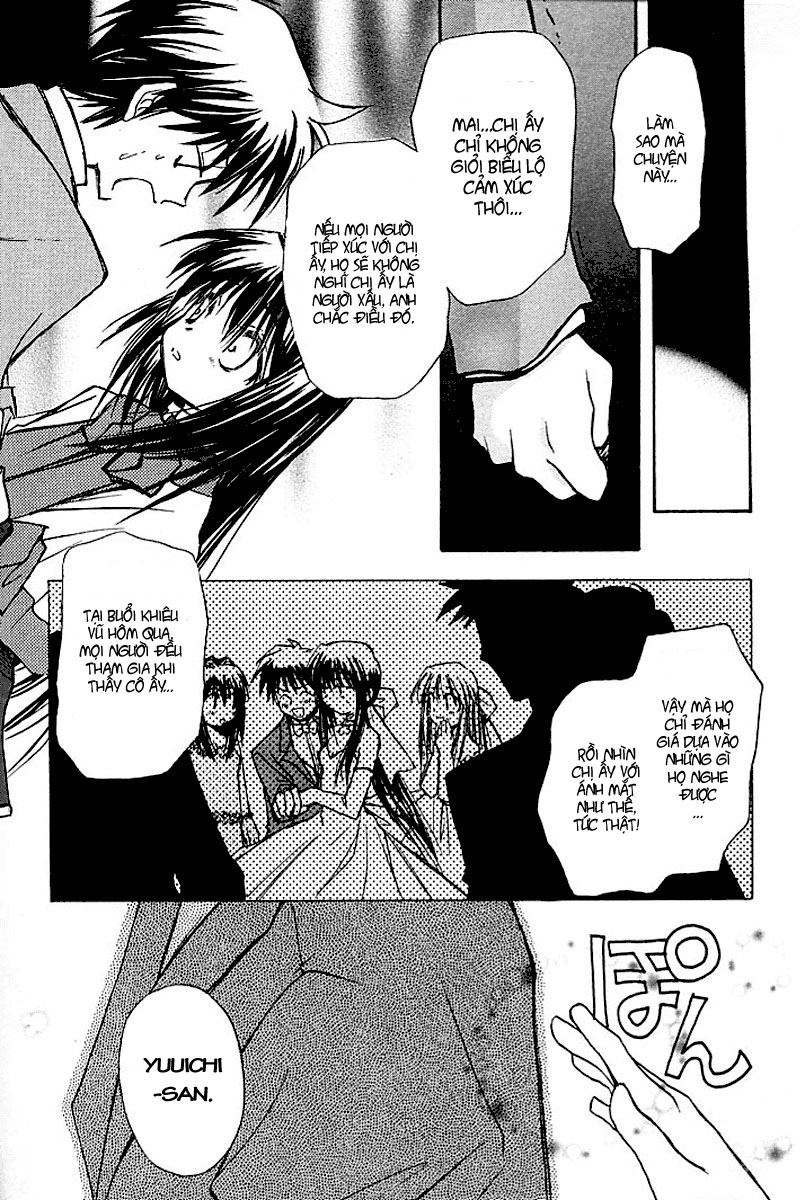 LÀM
SAO MÀ
CHUYỆN
NÀY...
MAI...CHỊ ẤY
CHỈ KHÔNG
GIỎI BIỂU LỘ
CẢM XÚC
THÔI...
NẾU MỌI NGƯỜI
TIẾP XÚC VỚI CHỊ
ẤY, HỌ SẼ KHÔNG
NGHĨ CHỊ ẤY LÀ
NGƯỜI XẤU, ANH
CHẮC ĐIỀU ĐÓ.
VẬY MÀ HỌ
CHỈ ĐÁNH
GIÁ DỰA VÀO
NHỮNG GÌ
HỌ NGHE
ĐƯỢC
...
RỒI NHÌN
CHỊ ẤY VỚI
ÁNH MẮT
NHƯ THẾ,
TỨC THẬT!
TẠI BUỔI KHIÊU
VŨ HÔM QUA,
MỌI NGƯỜI ĐỀU
THAM GIA KHI
THẤY CÔ ẤY...
ぽん
YUUICHI
-SAN.